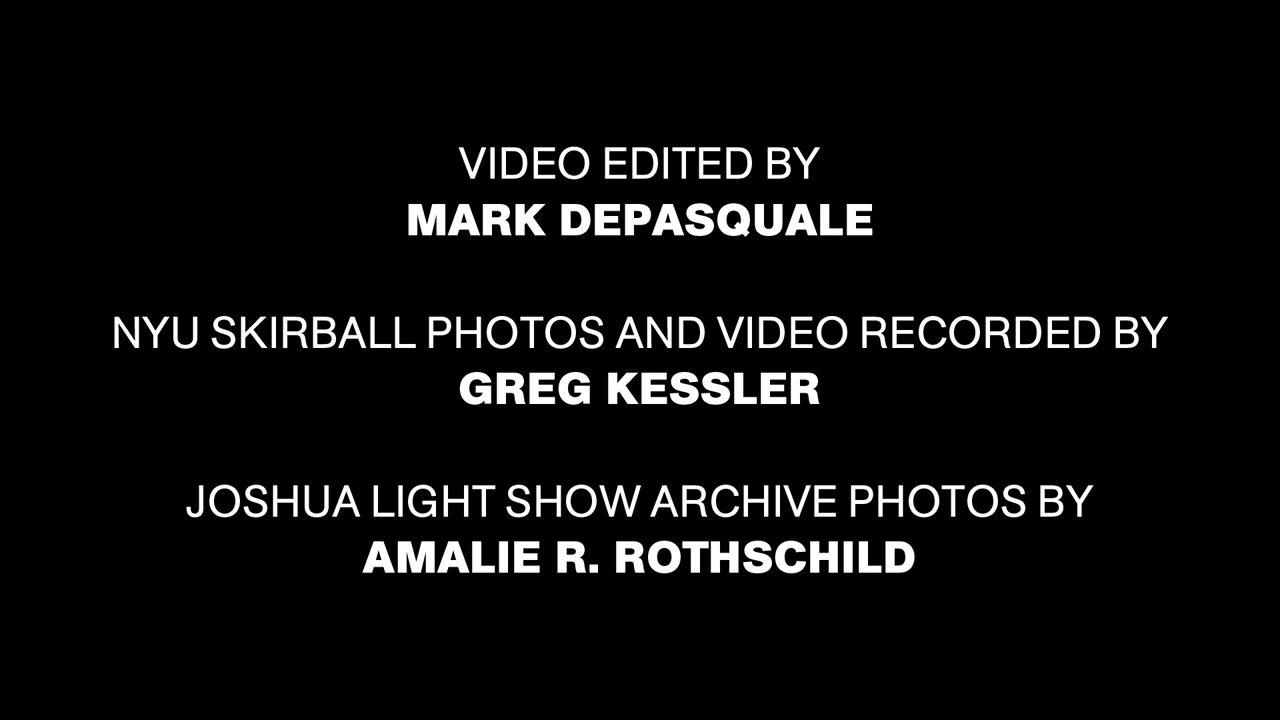 VIDEO EDITED BY
MARK DEPASQUALE
NYU SKIRBALL PHOTOS AND VIDEO RECORDED BY
GREG KESSLER
JOSHUA LIGHT SHOW ARCHIVE PHOTOS BY
AMALIE R. ROTHSCHILD